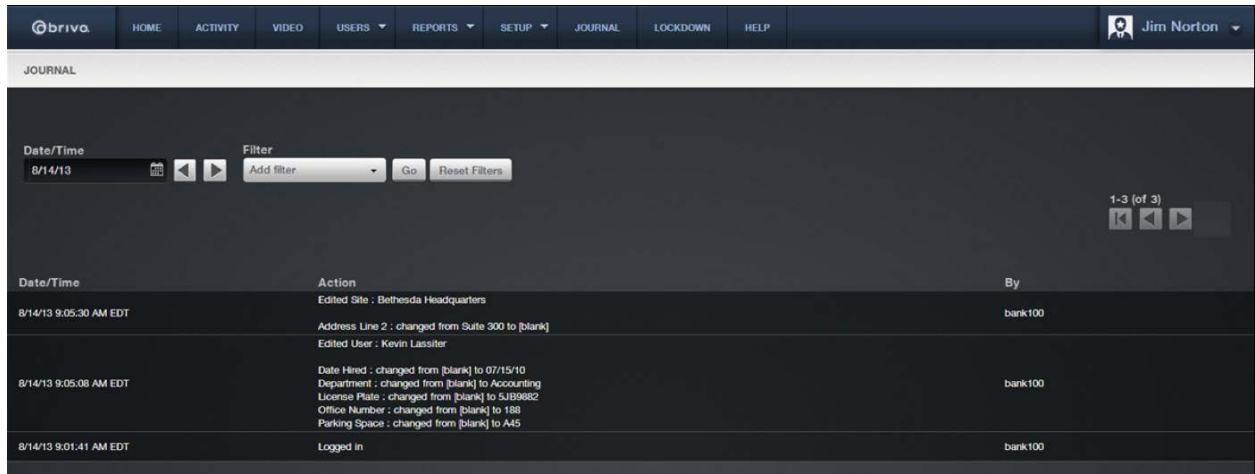 brivo.
HOME ACTIVITY VIDEO USERS REPORTS SETUP JOURNAL LOCKDOWN HELP Jim Norton
JOURNAL
Date/Time Filter
8/14/13 Add filter Go Reset Filters
1-3 (of 3)
Date/Time Action By
Edited Site : Bethesda Headquarters
8/14/13 9:05:30 AM EDT bank100
Address Line 2 : changed from Suite 300 to [blank]
Edited User : Kevin Lassiter
Date Hired : changed from [blank] to 07/15/10
8/14/13 9:05:08 AM EDT Department : changed from [blank] to Accounting bank100
License Plate : changed from [blank] to 5JB9882
Office Number : changed from [blank] to 188
Parking Space : changed from [blank] to A45
8/14/13 9:01:41 AM EDT Logged in bank100